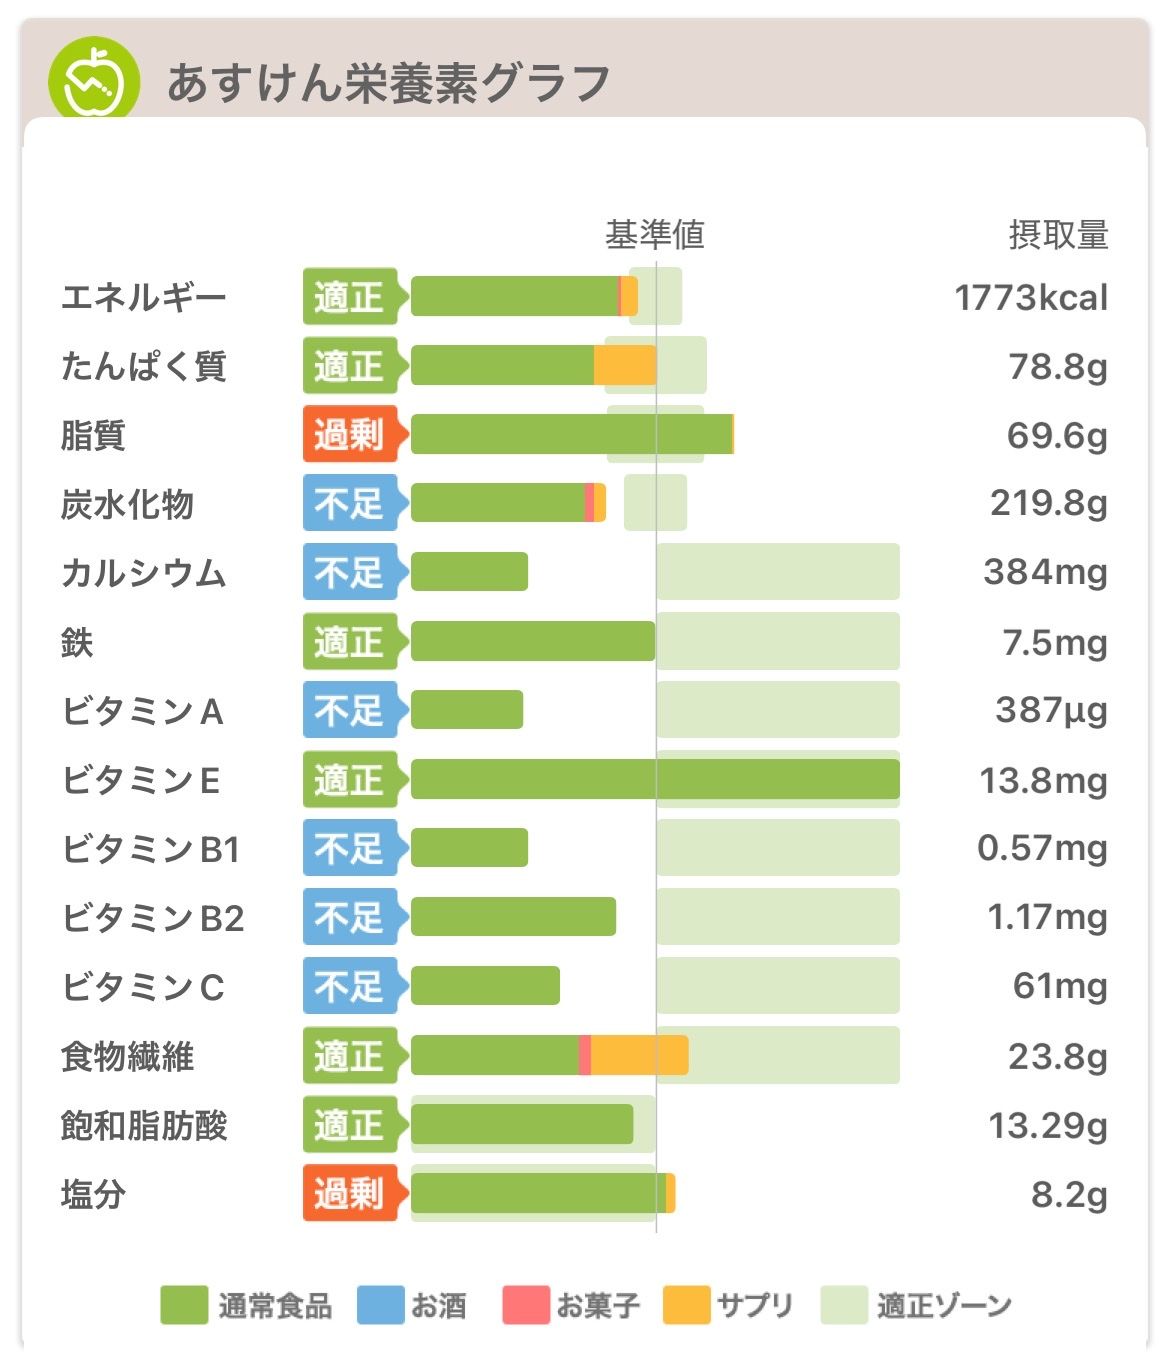 あすけん栄養素グラフ
基準値 摂取量
エネルギー 適正 1773kcal
たんぱく質 適正 78.8g
脂質 過剰 69.6g
炭水化物 不足 219.8g
カルシウム 不足 384mg
鉄 適正 7.5mg
ビタミンA 不足 387μg
ビタミンE 適正 13.8mg
ビタミンB1 不足 0.57mg
ビタミンB2 不足 1.17mg
ビタミンC 不足 61mg
食物繊維 適正 23.8g
飽和脂肪酸 適正 13.29g
塩分 過剰 8.2g
通常食品 お酒 お菓子 サプリ 適正ゾーン